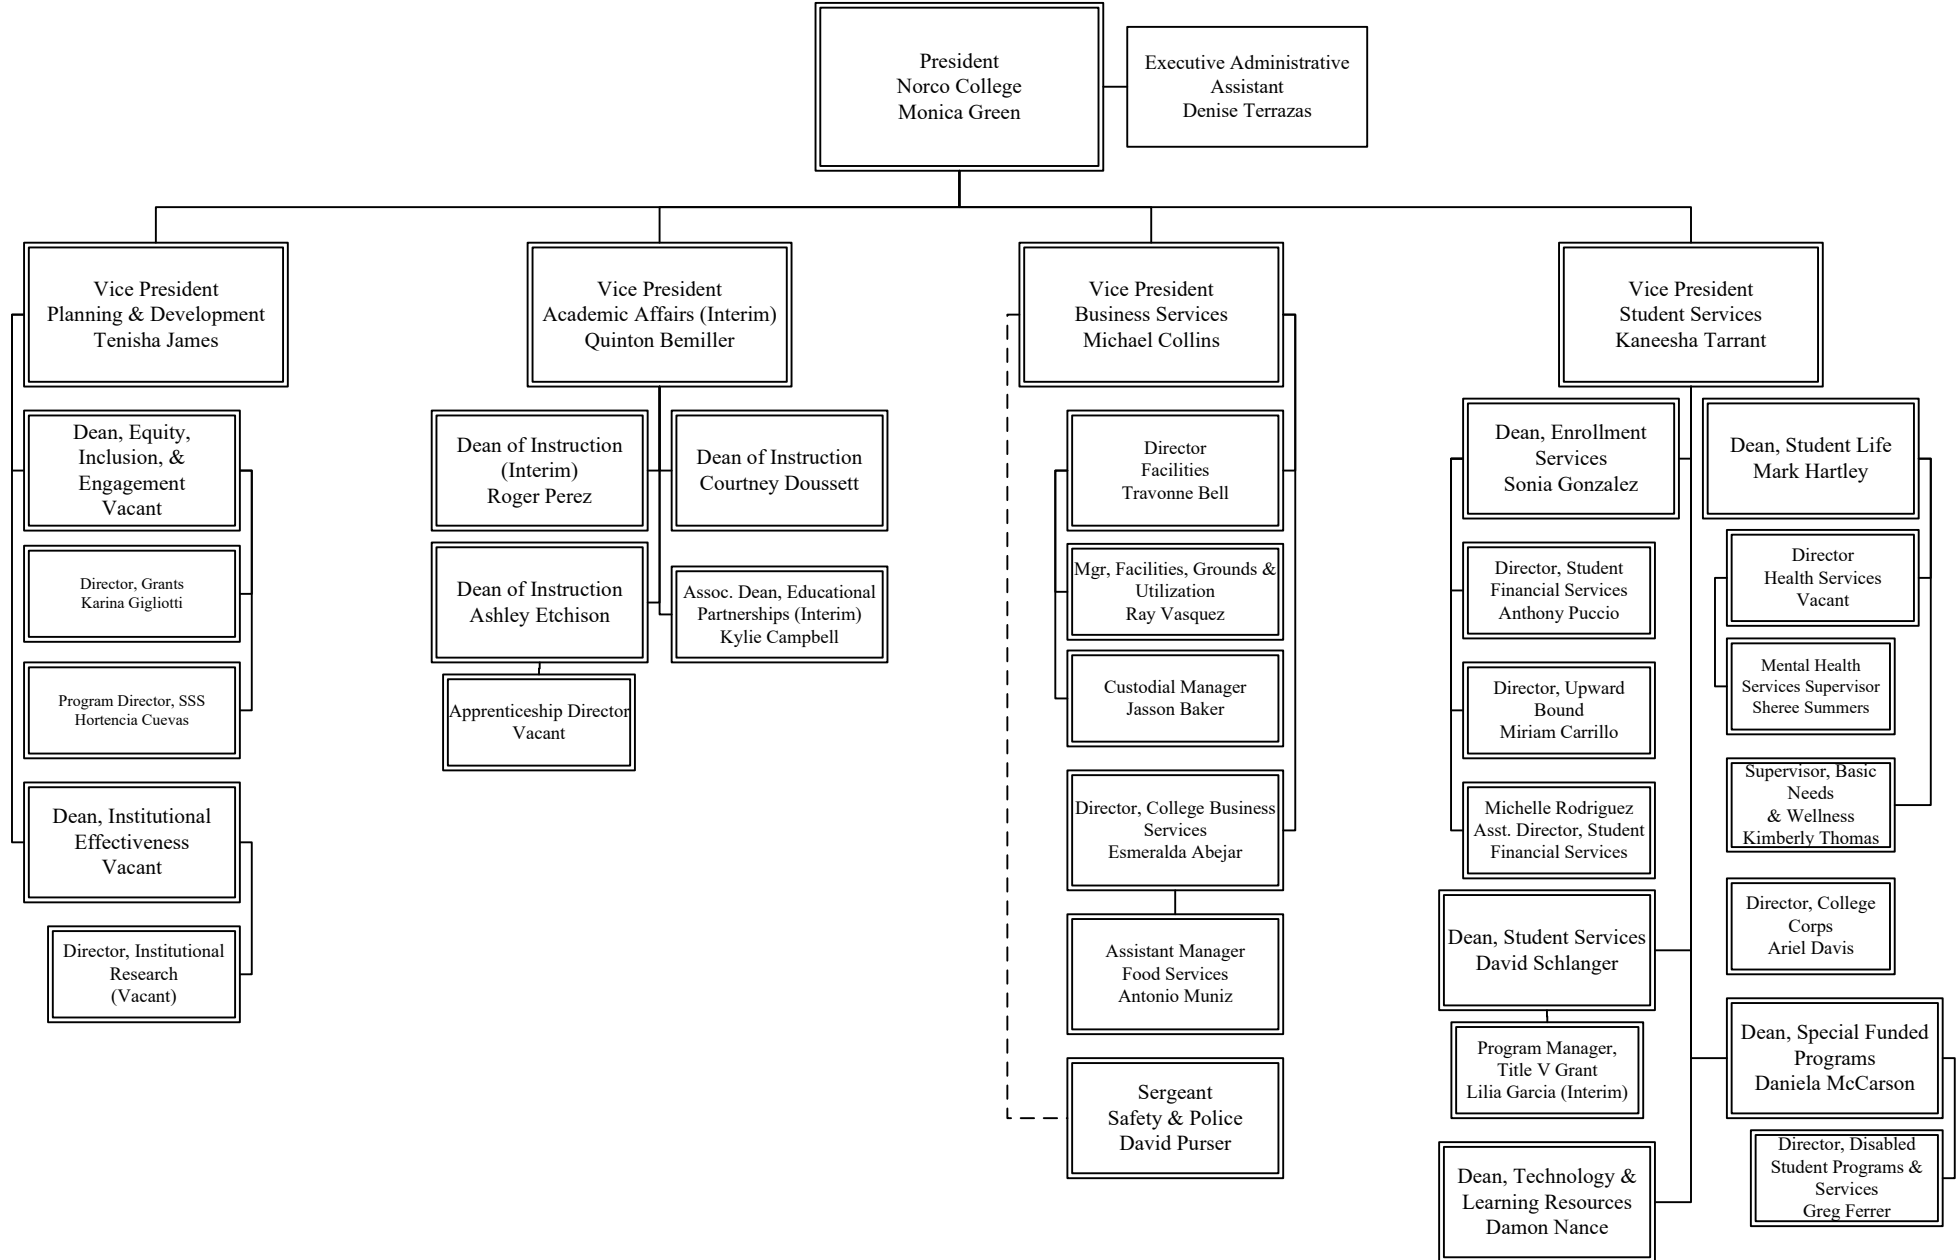 President
Norco College
Monica Green
Executive Administrative
Assistant
Denise Terrazas
Vice President
Planning & Development
Tenisha James
Dean, Equity,
Inclusion, &
Engagement
Vacant
Director, Grants
Karina Gigliotti
Program Director, SSS
Hortencia Cuevas
Dean, Institutional
Effectiveness
Vacant
Director, Institutional
Research
(Vacant)
Vice President
Academic Affairs (Interim)
Quinton Bemiller
Dean of Instruction
(Interim)
Roger Perez
Dean of Instruction
Courtney Doussett
Dean of Instruction
Ashley Etchison
Assoc. Dean, Educational
Partnerships (Interim)
Kylie Campbell
Apprenticeship Director
Vacant
Vice President
Business Services
Michael Collins
Director
Facilities
Travonne Bell
Mgr, Facilities, Grounds &
Utilization
Ray Vasquez
Custodial Manager
Jasson Baker
Director, College Business
Services
Esmeralda Abejar
Assistant Manager
Food Services
Antonio Muniz
Sergeant
Safety & Police
David Purser
Vice President
Student Services
Kaneesha Tarrant
Dean, Enrollment
Services
Sonia Gonzalez
Director, Student
Financial Services
Anthony Puccio
Director, Upward
Bound
Miriam Carrillo
Michelle Rodriguez
Asst. Director, Student
Financial Services
Dean, Student Services
David Schlanger
Program Manager,
Title V Grant
Lilia Garcia (Interim)
Dean, Technology &
Learning Resources
Damon Nance
Dean, Student Life
Mark Hartley
Director
Health Services
Vacant
Mental Health
Services Supervisor
Sheree Summers
Supervisor, Basic
Needs
& Wellness
Kimberly Thomas
Director, College
Corps
Ariel Davis
Dean, Special Funded
Programs
Daniela McCarson
Director, Disabled
Student Programs &
Services
Greg Ferrer